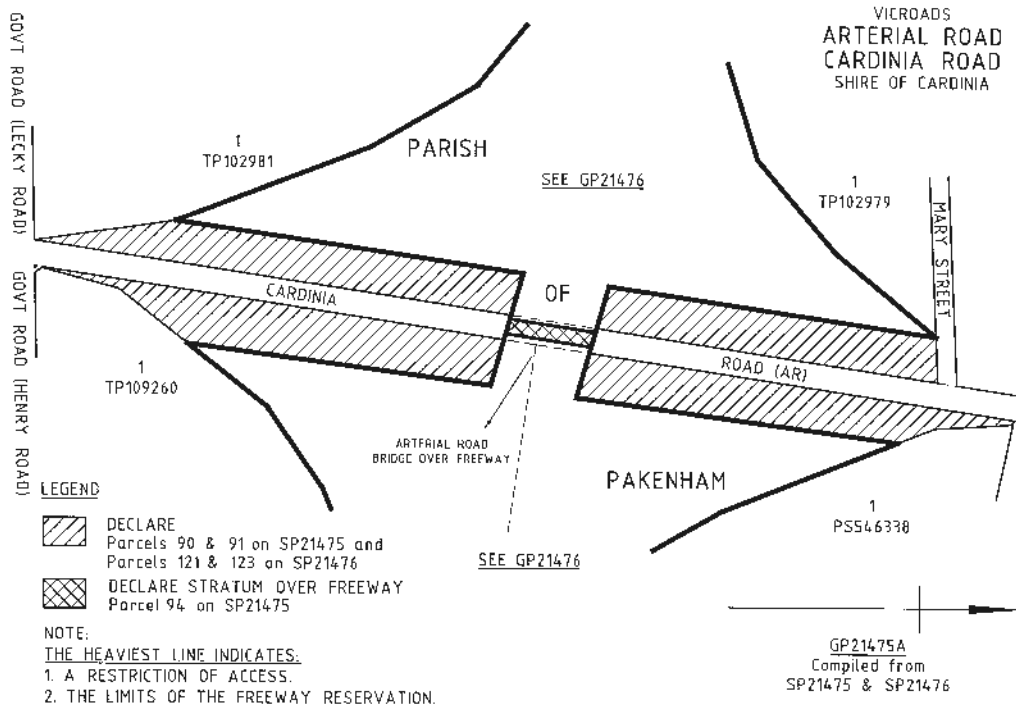 VICROADS
ARTERIAL ROAD
CARDINIA ROAD
SHIRE OF CARDINIA
GOVT ROAD (LECKY ROAD)
1
TP102981
PARISH
SEE GP21476
1
TP102979
MARY STREET
CARDINIA
OF
ROAD (AR)
GOVT ROAD (HENRY ROAD)
1
TP109260
ARTERIAL ROAD
BRIDGE OVER FREEWAY
PAKENHAM
1
PS546338
SEE GP21476
LEGEND
DECLARE
Parcels 90 & 91 on SP21475 and
Parcels 121 & 123 on SP21476
DECLARE STRATUM OVER FREEWAY
Parcel 94 on SP21475
NOTE:
THE HEAVIEST LINE INDICATES:
1. A RESTRICTION OF ACCESS.
2. THE LIMITS OF THE FREEWAY RESERVATION.
GP21475A
Compiled from
SP21475 & SP21476